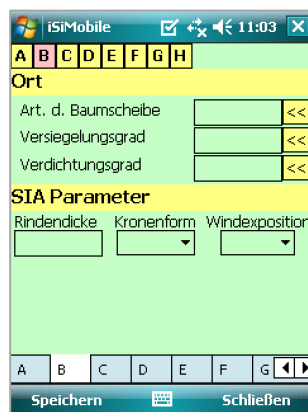 iSiMobile 11:03
A B C D E F G H
Ort
Art. d. Baumscheibe <<
Versiegelungsgrad <<
Verdichtungsgrad <<
SIA Parameter
Rindendicke Kronenform Windexposition
A B C D E F G
Speichern Schließen